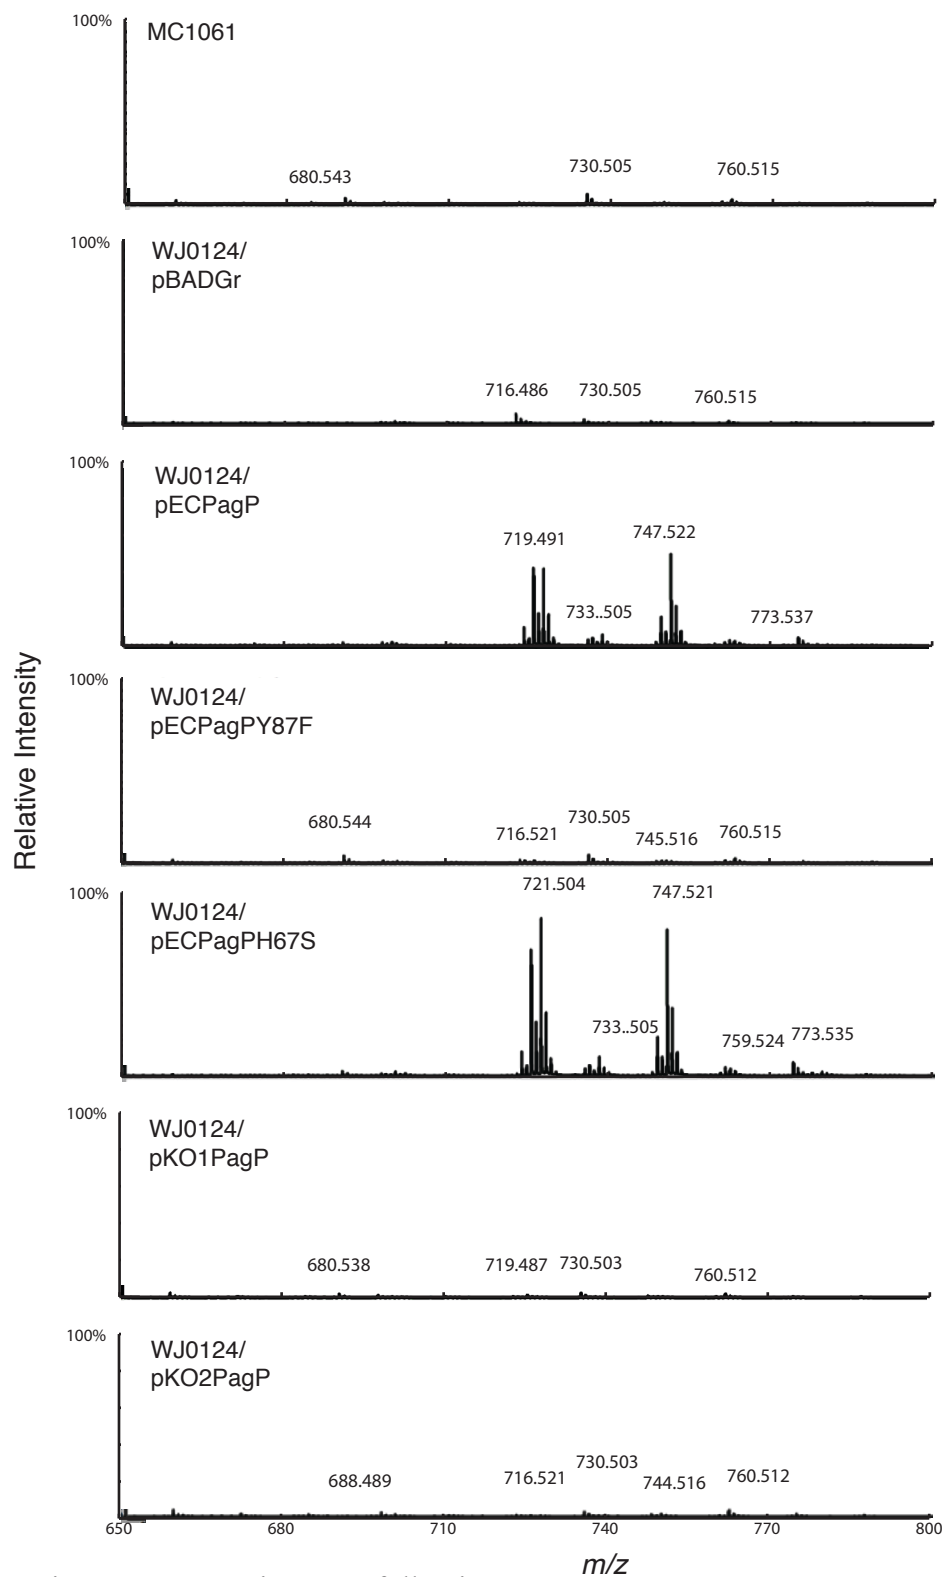 100%
MC1061
680.543
730.505
760.515
100%
WJ0124/
pBADGr
716.486
730.505
760.515
100%
WJ0124/
pECPagP
719.491
747.522
733..505
773.537
100%
WJ0124/
pECPagPY87F
680.544
716.521
730.505
745.516
760.515
100%
WJ0124/
pECPagPH67S
721.504
747.521
733..505
759.524
773.535
100%
WJ0124/
pKO1PagP
680.538
719.487
730.503
760.512
100%
WJ0124/
pKO2PagP
688.489
716.521
730.503
744.516
760.512
650
680
710
740
770
800
m/z
Relative Intensity